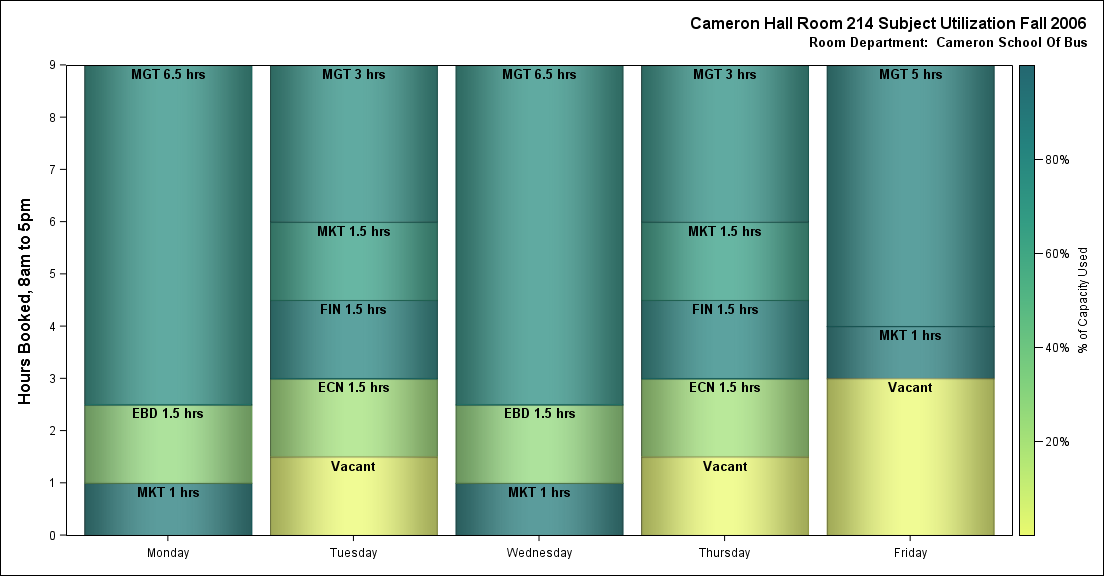 Cameron Hall Room 214 Subject Utilization Fall 2006
Room Department:  Cameron School Of Bus
Hours Booked, 8am to 5pm
9
8
7
6
5
4
3
2
1
0
MGT 6.5 hrs
EBD 1.5 hrs
MKT 1 hrs
Monday
MGT 3 hrs
MKT 1.5 hrs
FIN 1.5 hrs
ECN 1.5 hrs
Vacant
Tuesday
MGT 6.5 hrs
EBD 1.5 hrs
MKT 1 hrs
Wednesday
MGT 3 hrs
MKT 1.5 hrs
FIN 1.5 hrs
ECN 1.5 hrs
Vacant
Thursday
MGT 5 hrs
MKT 1 hrs
Vacant
Friday
80%
60%
40%
20%
% of Capacity Used